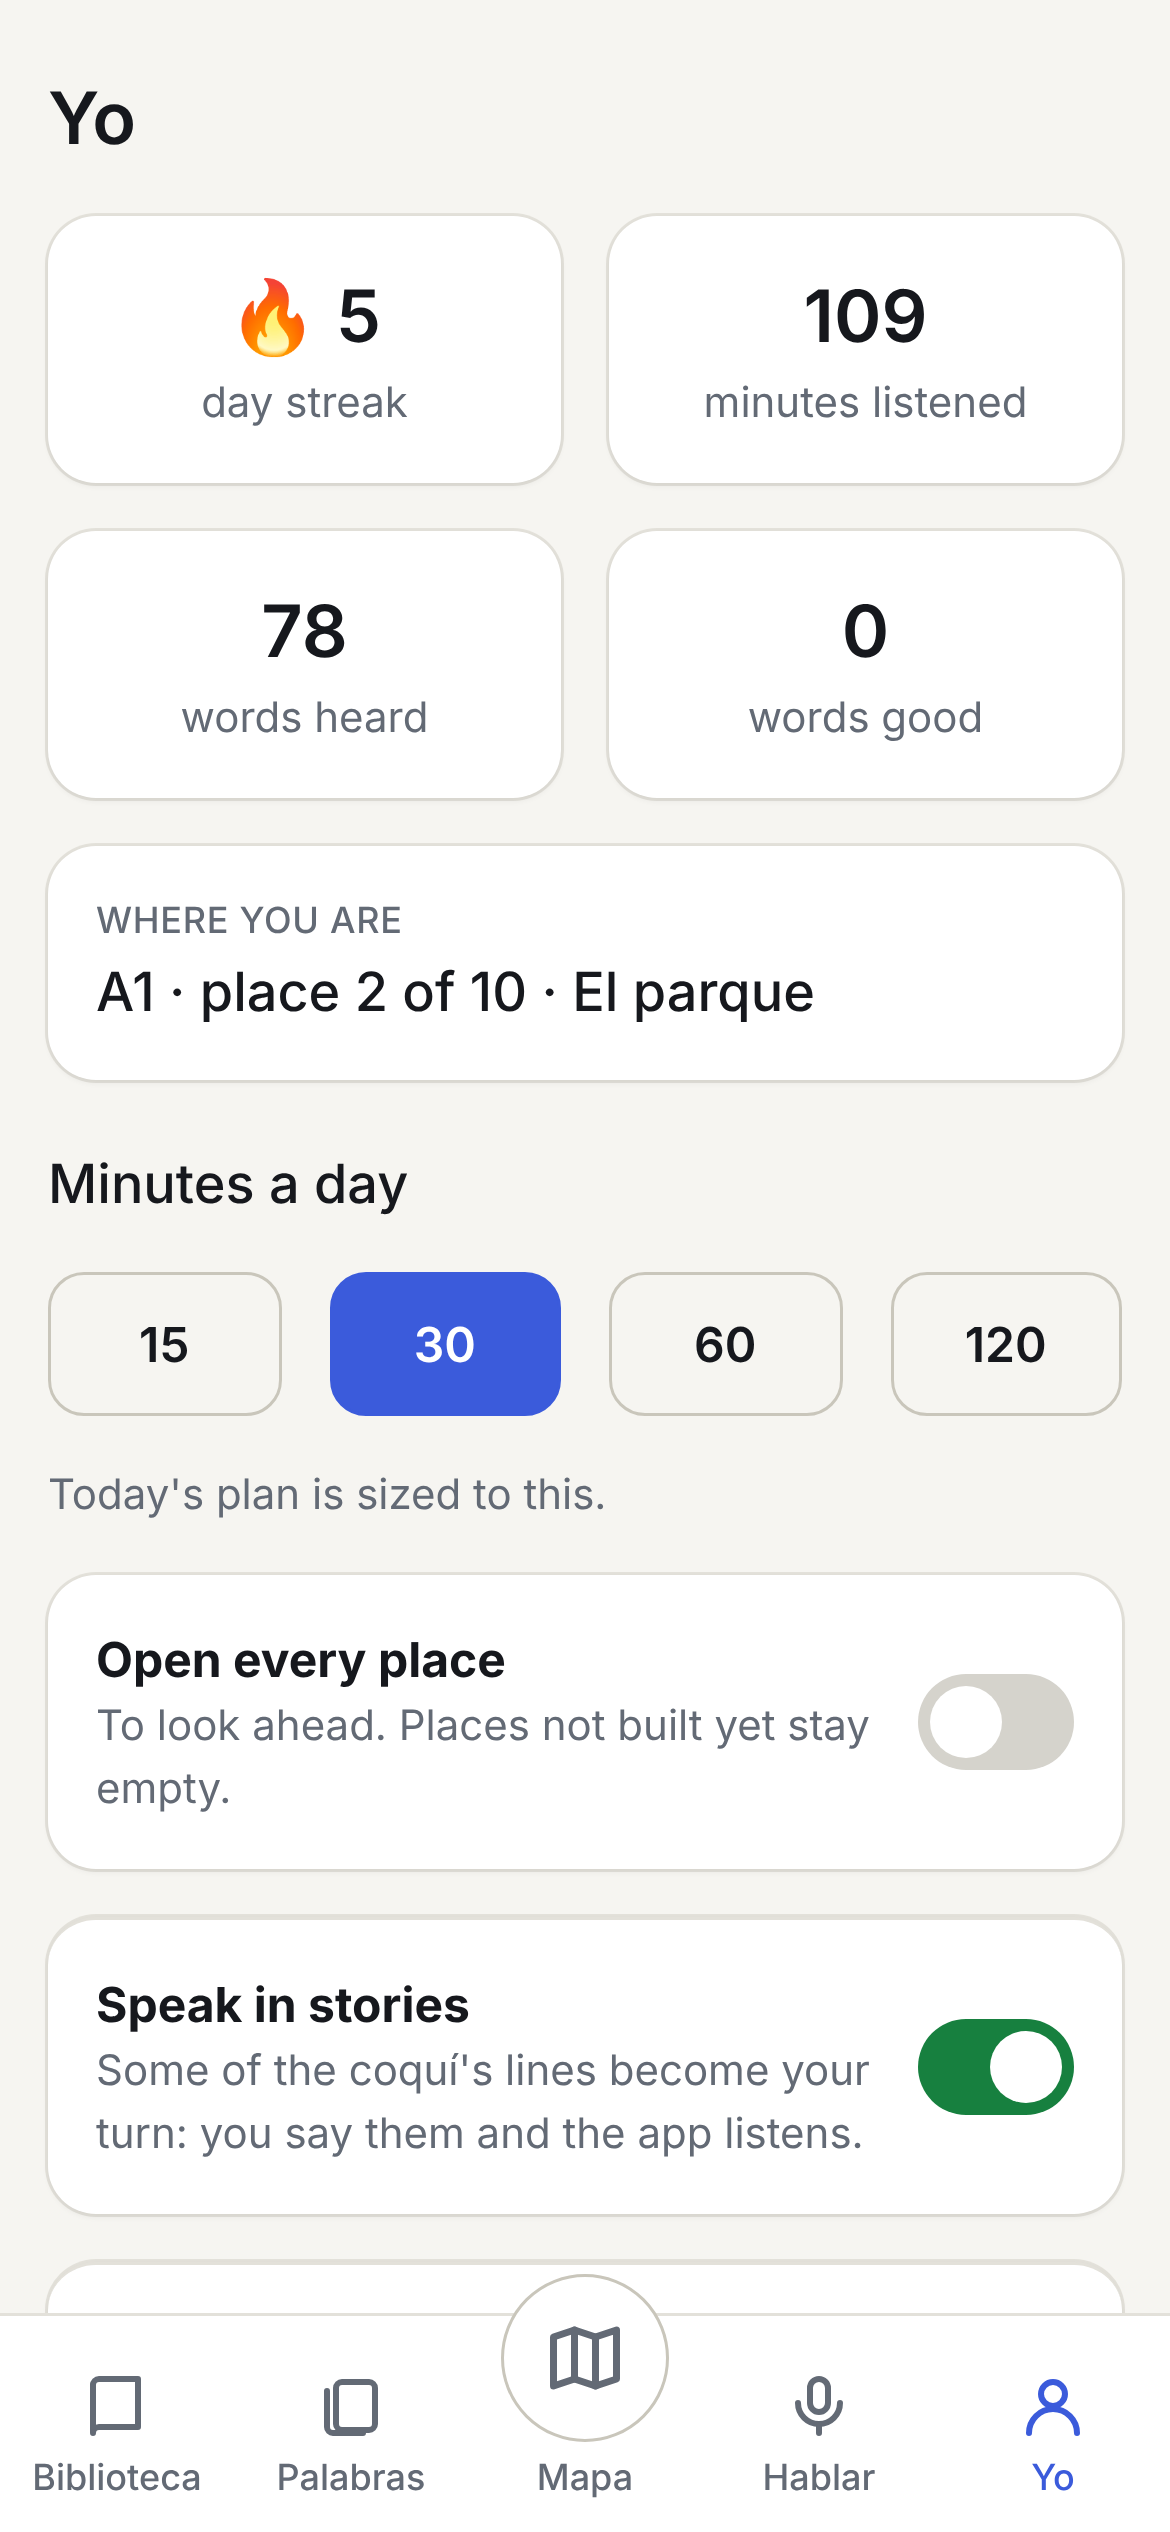 Yo
🔥 5
day streak
109
minutes listened
78
words heard
0
words good
WHERE YOU ARE
A1 · place 2 of 10 · El parque
Minutes a day
15
30
60
120
Today's plan is sized to this.
Open every place
To look ahead. Places not built yet stay
empty.
Speak in stories
Some of the coquí's lines become your
turn: you say them and the app listens.
Biblioteca
Palabras
Mapa
Hablar
Yo